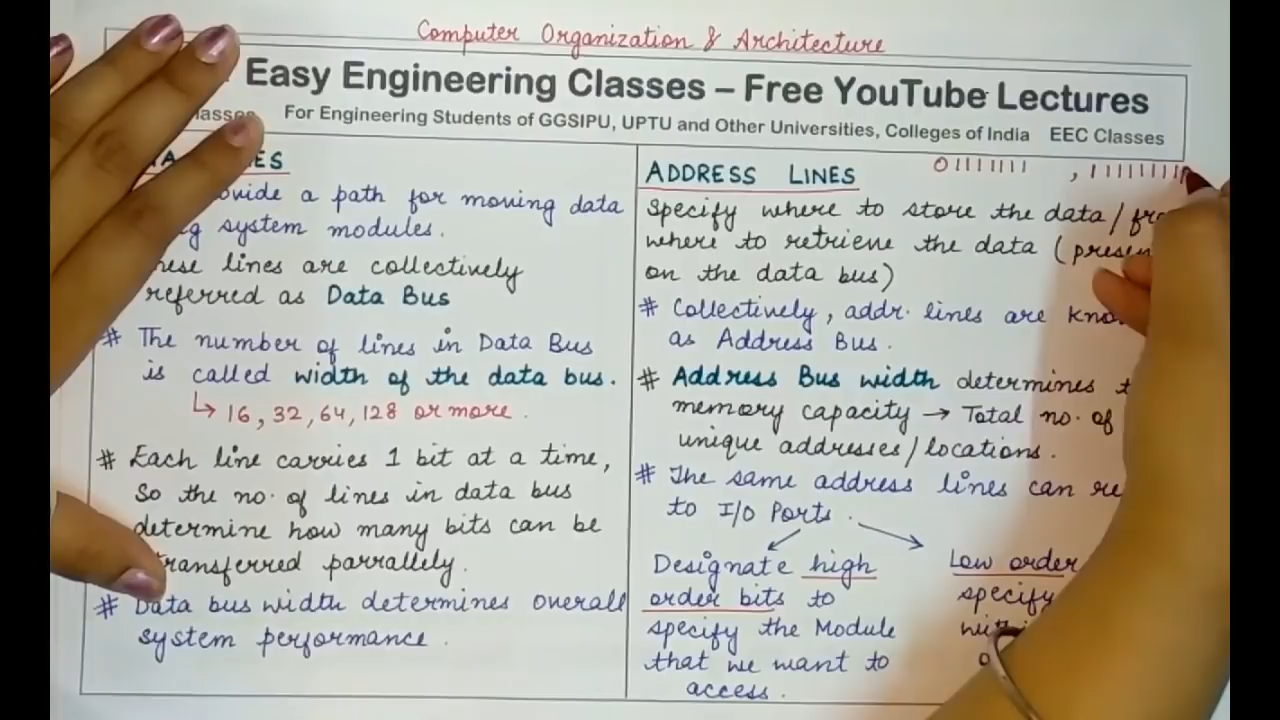 Computer Organization & Architecture
Easy Engineering Classes – Free YouTube Lectures
For Engineering Students of GGSIPU, UPTU and Other Universities, Colleges of India EEC Classes
a path for moving data
system modules.
lines are collectively
referred as Data Bus
# The number of lines in Data Bus
is called width of the data bus.
↳ 16, 32, 64, 128 or more.
# Each line carries 1 bit at a time,
So the no. of lines in data bus
determine how many bits can be
transferred parrallely.
# Data bus width determines overall
system performance.
ADDRESS LINES 01111111 , 11111111
Specify where to store the data/
where to retrieve the data (
on the data bus)
# Collectively, addr. lines are
as Address Bus.
# Address Bus width determines
memory capacity → Total no. of
unique addresses/locations.
# The same address lines can
to I/O Ports.
Designate high
order bits to
specify the Module
that we want to
access.
Low order
specify